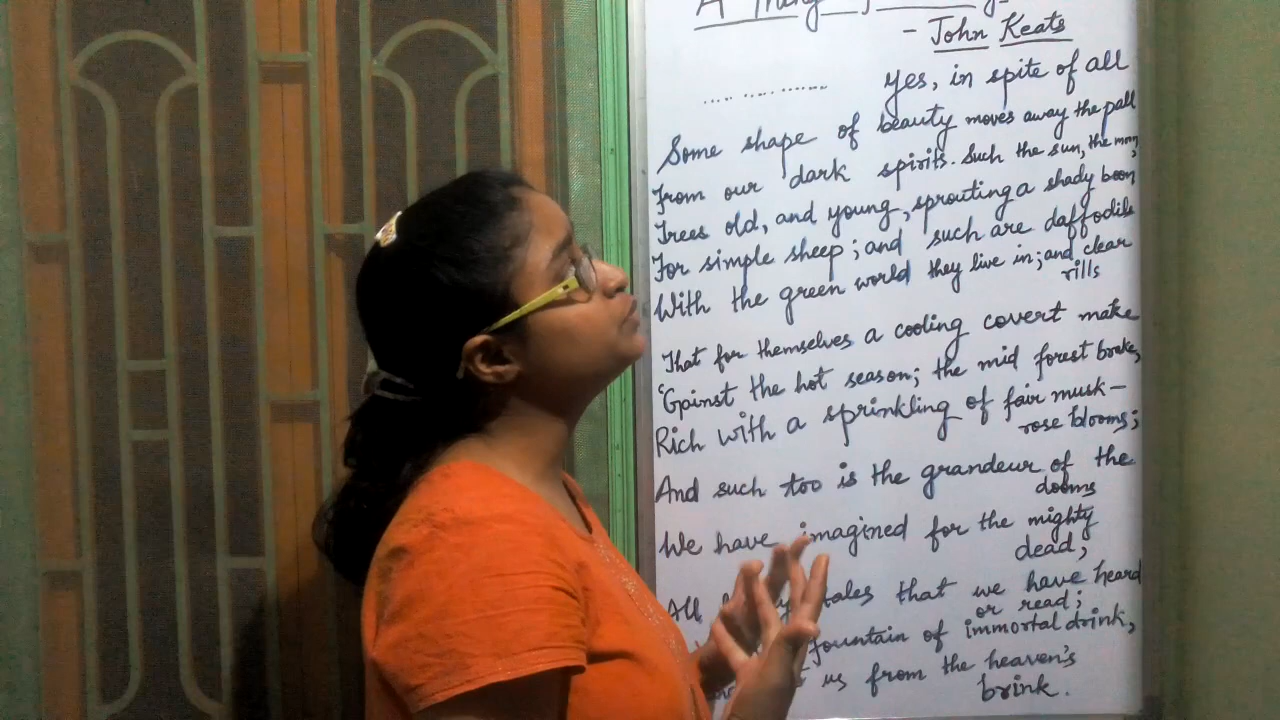 A Thing
- John Keats
.... .... ....... yes, in spite of all
Some shape of beauty moves away the pall
From our dark spirits. Such the sun, the moon,
Trees old, and young, sprouting a shady boon
For simple sheep; and such are daffodils
With the green world they live in; and clear
rills
That for themselves a cooling covert make
'Gainst the hot season; the mid forest brake,
Rich with a sprinkling of fair musk-
rose blooms;
And such too is the grandeur of the
dooms
We have imagined for the mighty
dead;
All tales that we have heard
or read;
fountain of immortal drink,
us from the heaven's
brink.